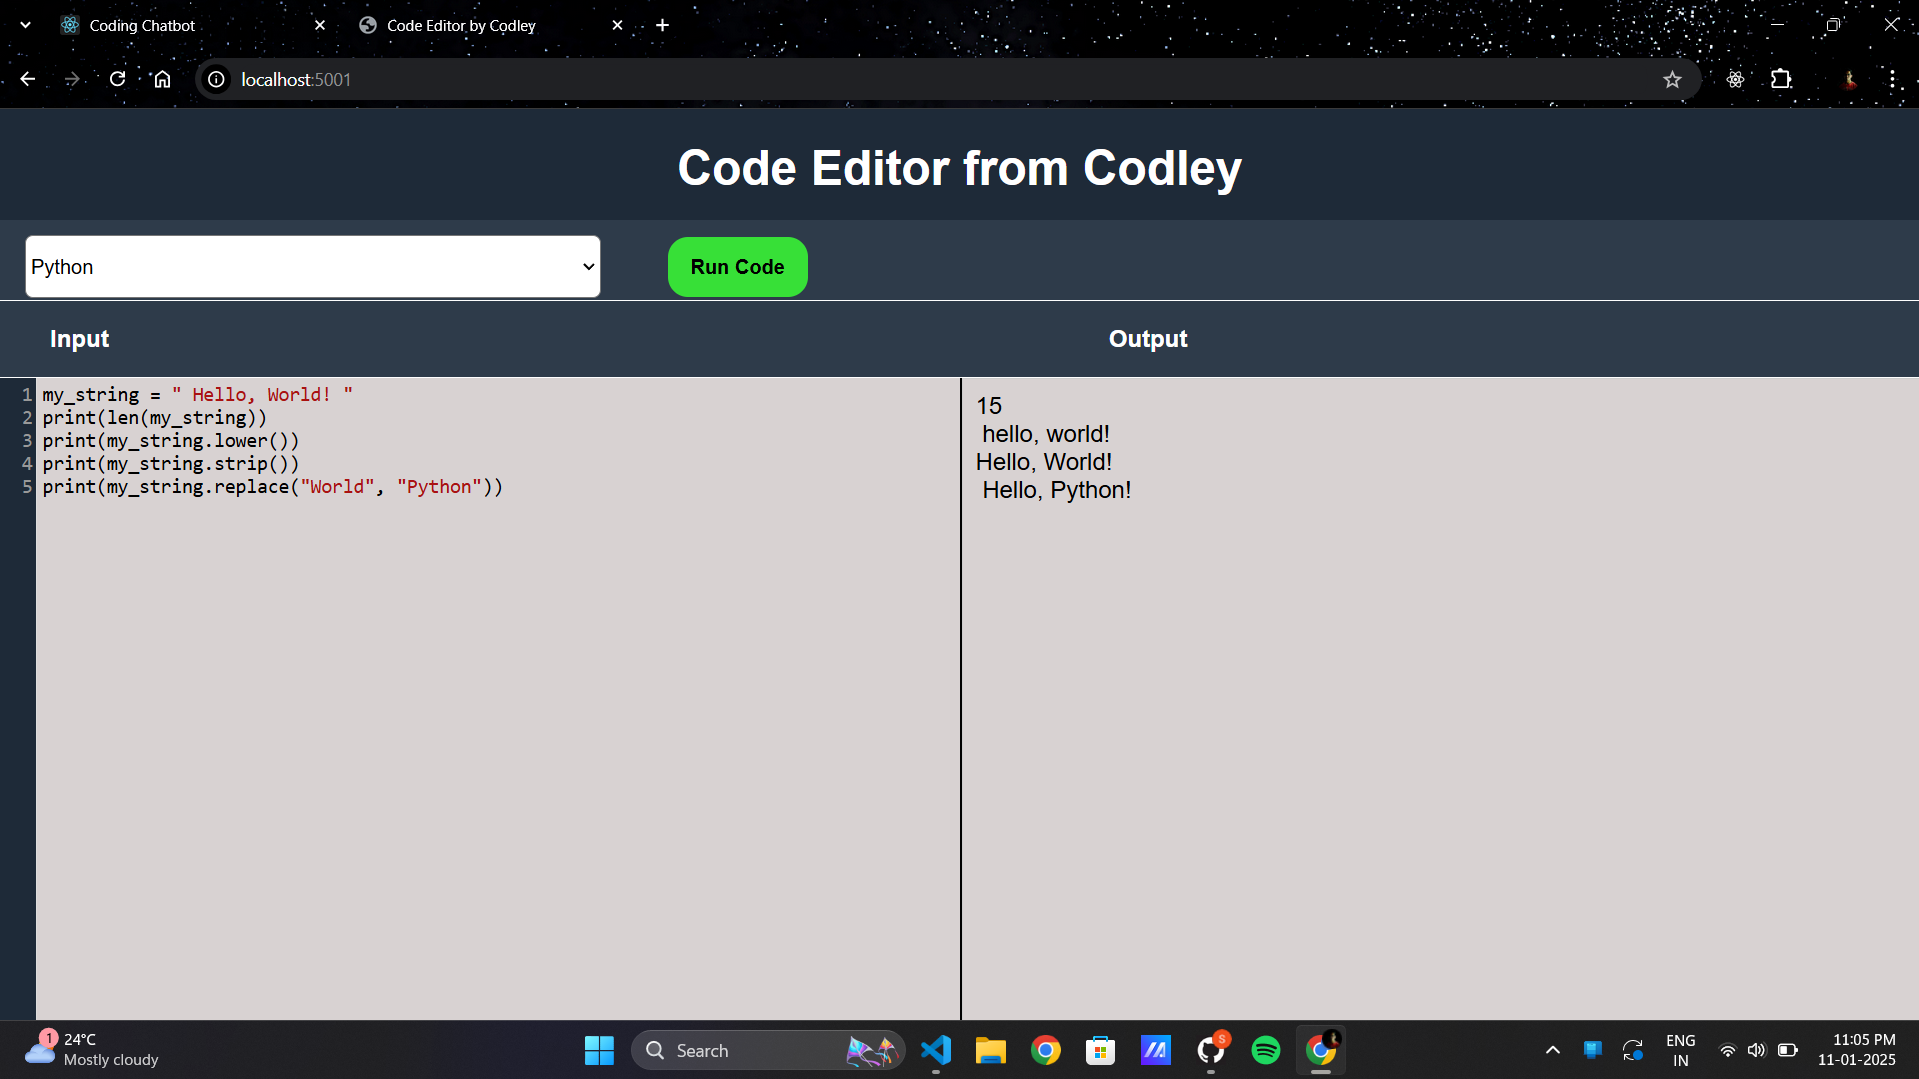 Coding Chatbot
Code Editor by Codley
localhost:5001
Code Editor from Codley
Python
Run Code
Input
Output
1 my_string = " Hello, World! "
2 print(len(my_string))
3 print(my_string.lower())
4 print(my_string.strip())
5 print(my_string.replace("World", "Python"))
15
hello, world!
Hello, World!
Hello, Python!
1
24°C
Mostly cloudy
Search
S
ENG
IN
11:05 PM
11-01-2025